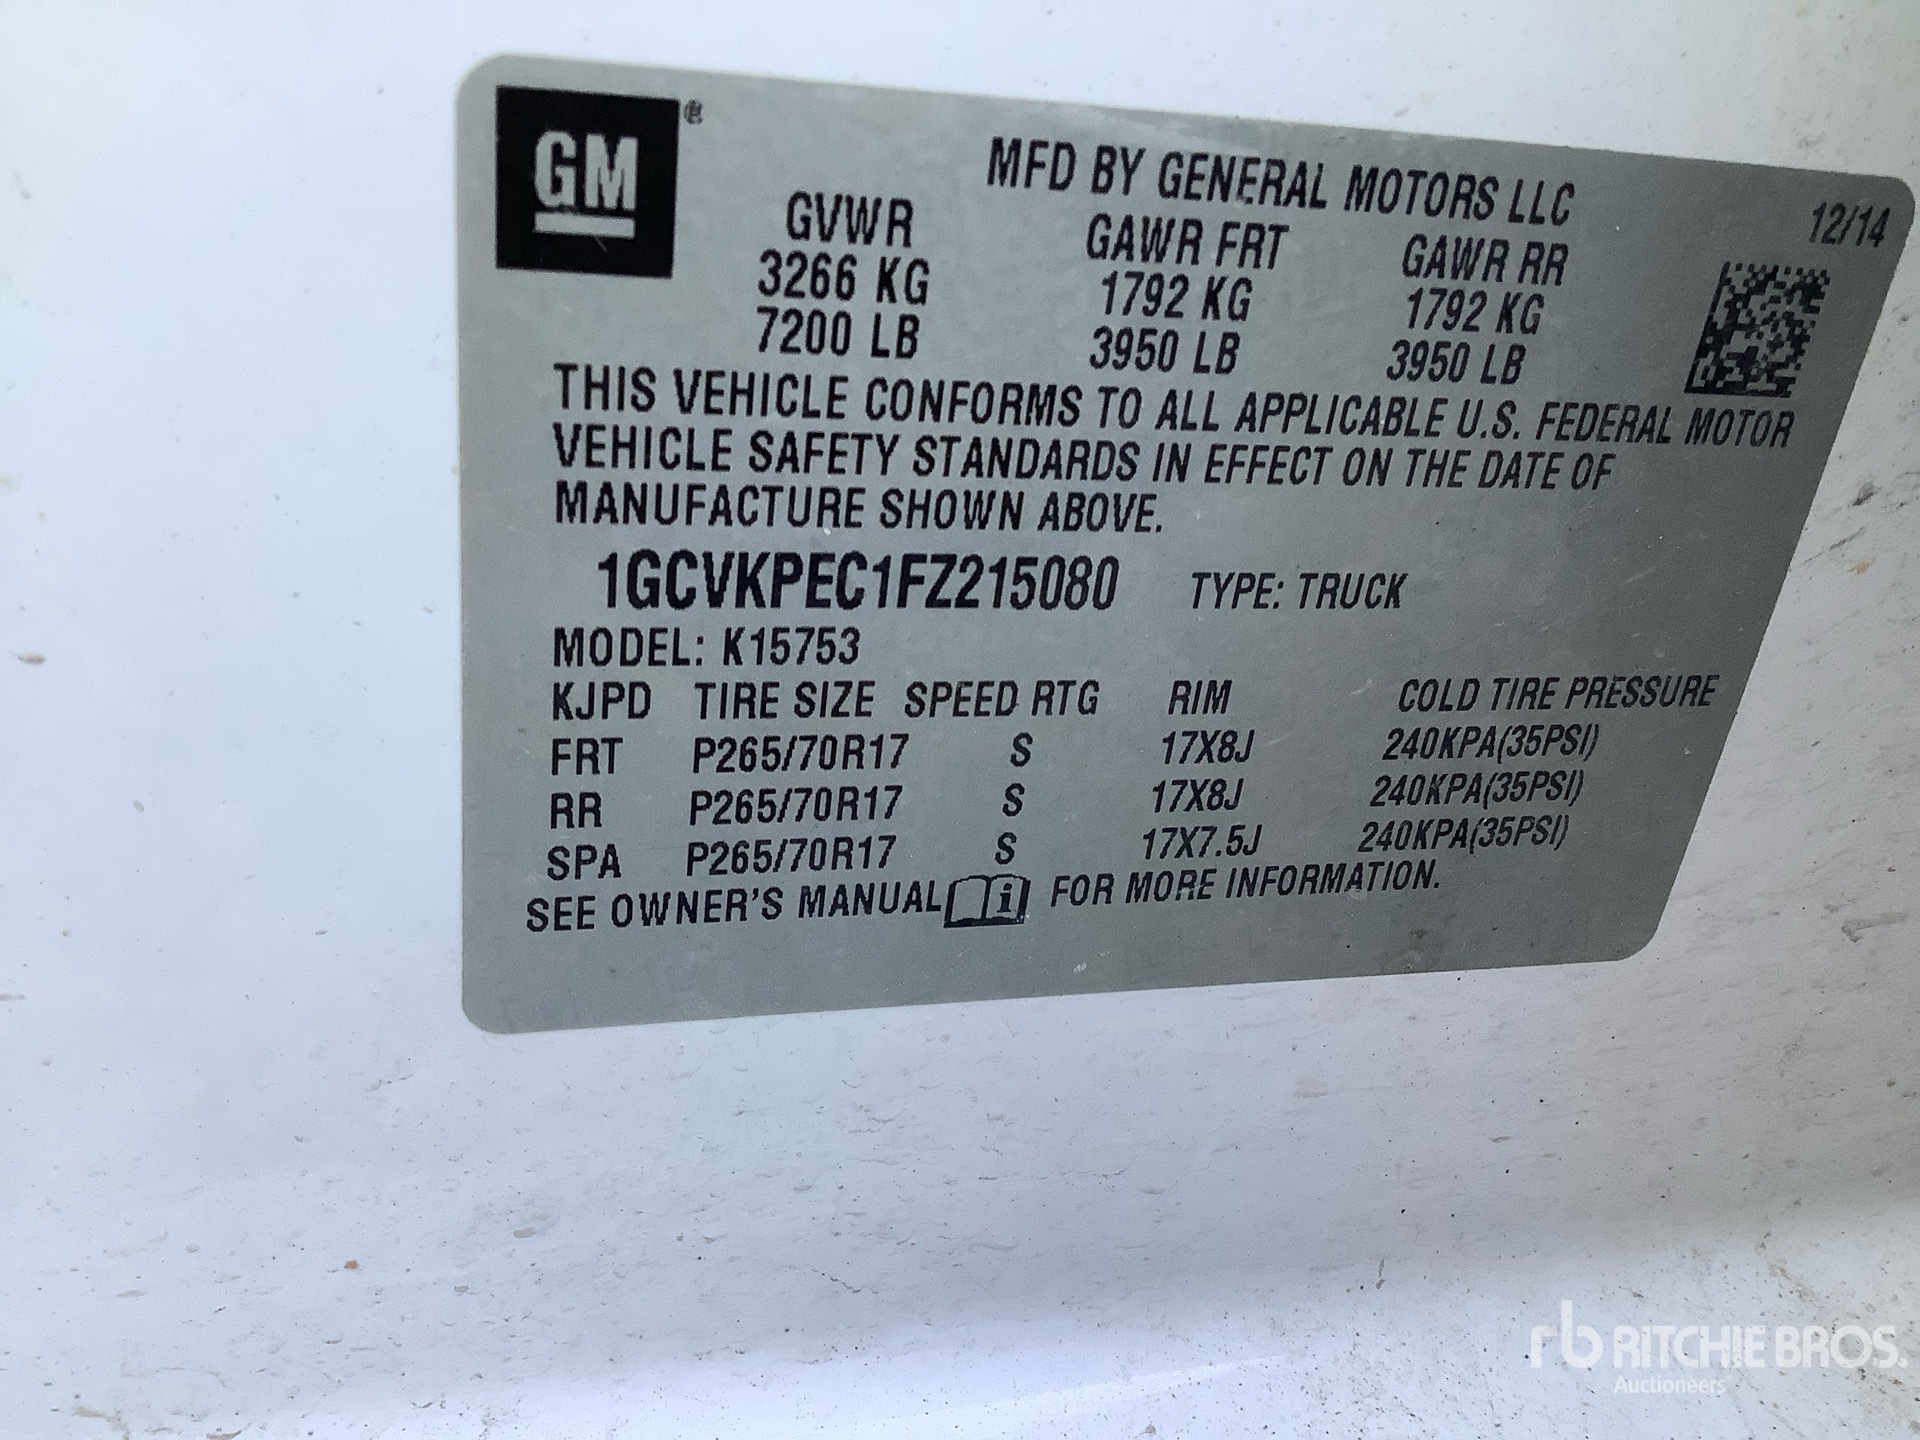 GM®
MFD BY GENERAL MOTORS LLC
12/14
GVWR GAWR FRT GAWR RR
3266 KG 1792 KG 1792 KG
7200 LB 3950 LB 3950 LB
THIS VEHICLE CONFORMS TO ALL APPLICABLE U.S. FEDERAL MOTOR
VEHICLE SAFETY STANDARDS IN EFFECT ON THE DATE OF
MANUFACTURE SHOWN ABOVE.
1GCVKPEC1FZ215080 TYPE: TRUCK
MODEL: K15753
KJPD TIRE SIZE SPEED RTG RIM COLD TIRE PRESSURE
FRT P265/70R17 S 17X8J 240KPA(35PSI)
RR P265/70R17 S 17X8J 240KPA(35PSI)
SPA P265/70R17 S 17X7.5J 240KPA(35PSI)
SEE OWNER'S MANUAL i FOR MORE INFORMATION.
rb RITCHIE BROS.
Auctioneers